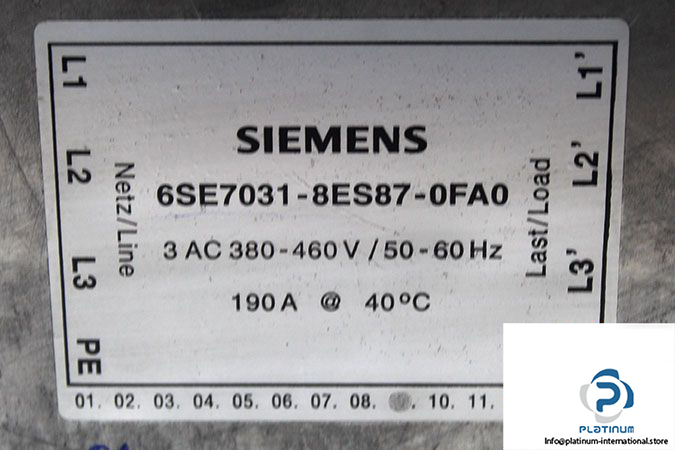 SIEMENS
6SE7031-8ES87-0FA0
3 AC 380-460 V / 50-60 Hz
190 A @ 40°C
L1
L2
L3
PE
Netz/Line
Last/Load
L1'
L2'
L3'
01. 02. 03. 04. 05. 06. 07. 08. 10. 11.
PLATINUM
Info@platinum-international.store